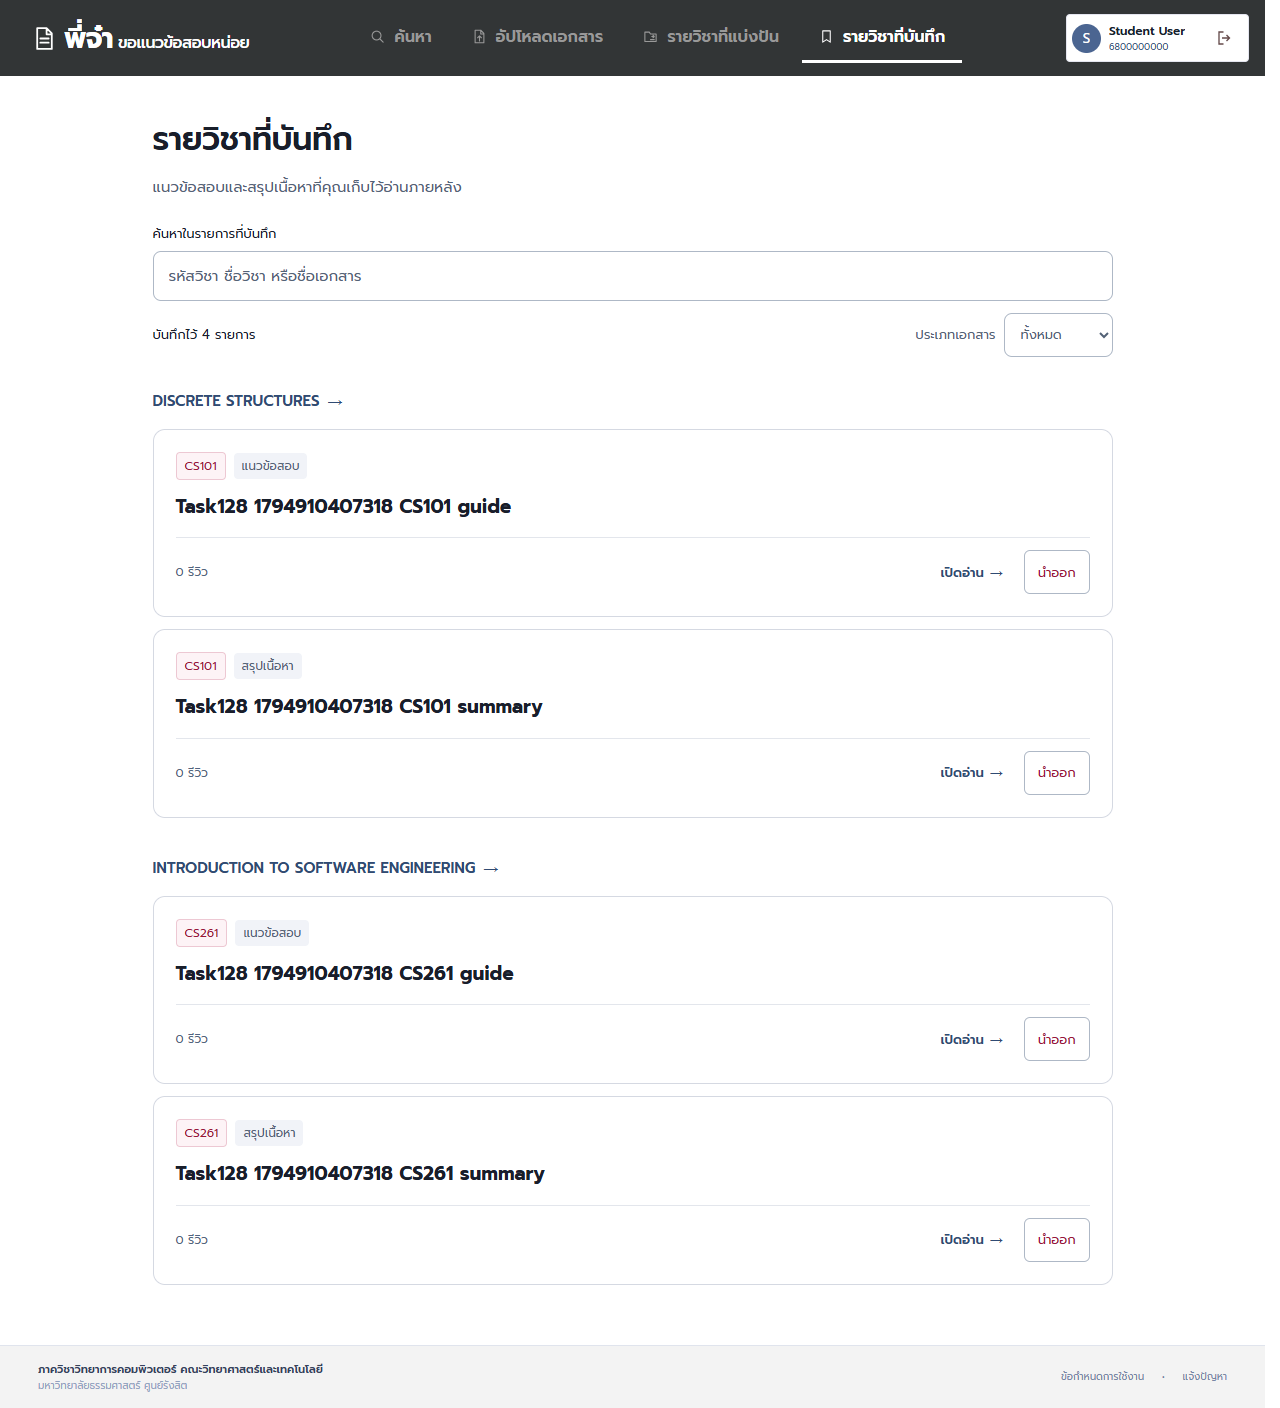 พี่จ๋า ขอแนวข้อสอบหน่อย
ค้นหา
อัปโหลดเอกสาร
รายวิชาที่แบ่งปัน
รายวิชาที่บันทึก
S
Student User
6800000000
รายวิชาที่บันทึก
แนวข้อสอบและสรุปเนื้อหาที่คุณเก็บไว้อ่านภายหลัง
ค้นหาในรายการที่บันทึก
รหัสวิชา ชื่อวิชา หรือชื่อเอกสาร
บันทึกไว้ 4 รายการ
ประเภทเอกสาร ทั้งหมด
DISCRETE STRUCTURES →
CS101 แนวข้อสอบ
Task128 1794910407318 CS101 guide
0 รีวิว
เปิดอ่าน →
นำออก
CS101 สรุปเนื้อหา
Task128 1794910407318 CS101 summary
0 รีวิว
เปิดอ่าน →
นำออก
INTRODUCTION TO SOFTWARE ENGINEERING →
CS261 แนวข้อสอบ
Task128 1794910407318 CS261 guide
0 รีวิว
เปิดอ่าน →
นำออก
CS261 สรุปเนื้อหา
Task128 1794910407318 CS261 summary
0 รีวิว
เปิดอ่าน →
นำออก
ภาควิชาวิทยาการคอมพิวเตอร์ คณะวิทยาศาสตร์และเทคโนโลยี
มหาวิทยาลัยธรรมศาสตร์ ศูนย์รังสิต
ข้อกำหนดการใช้งาน • แจ้งปัญหา